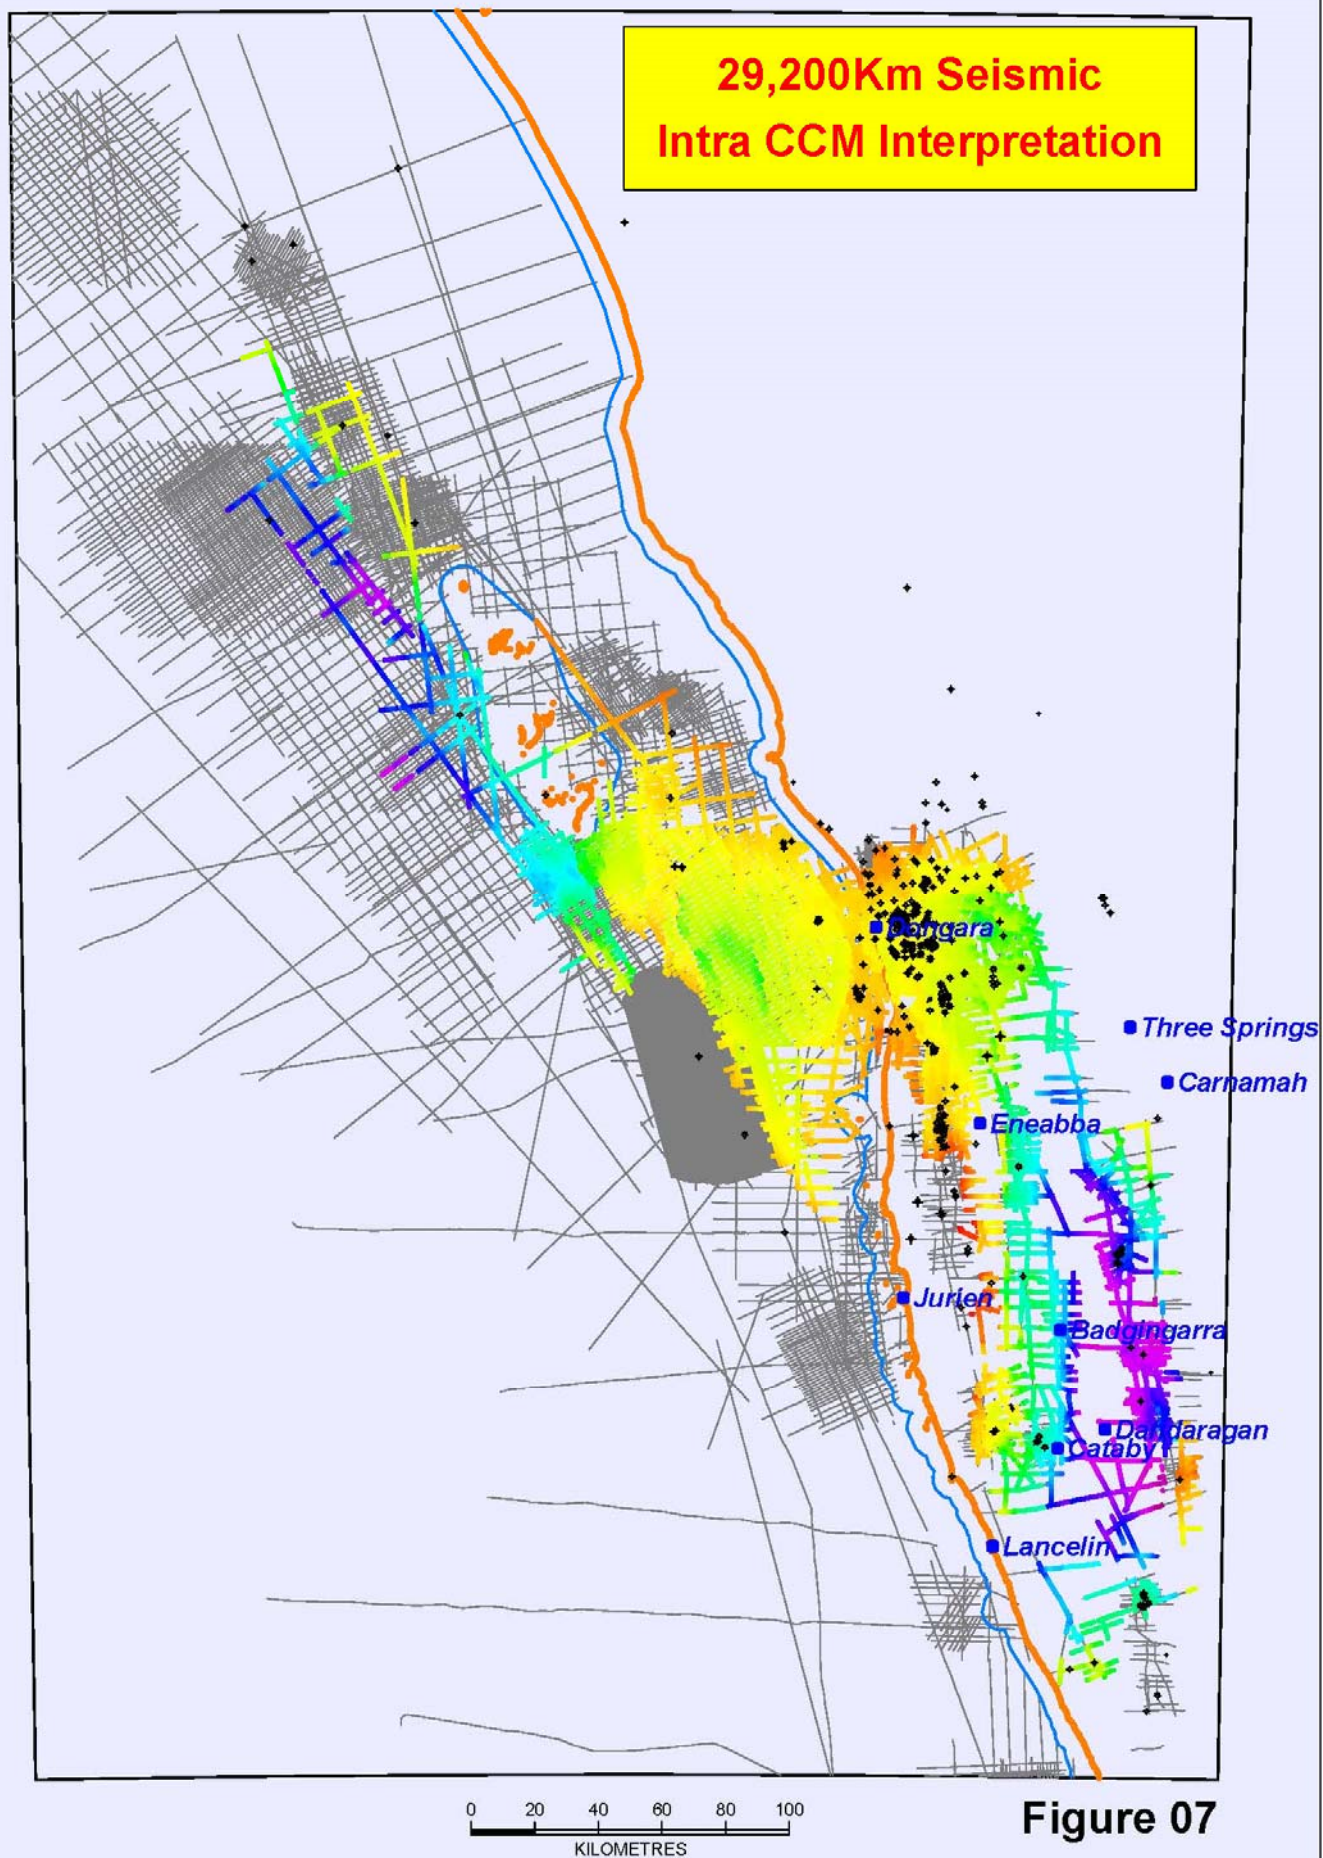 29,200Km Seismic
Intra CCM Interpretation
Dongara
Three Springs
Carnamah
Eneabba
Jurien
Badgingarra
Dandaragan
Cataby
Lancelin
0 20 40 60 80 100
KILOMETRES
Figure 07